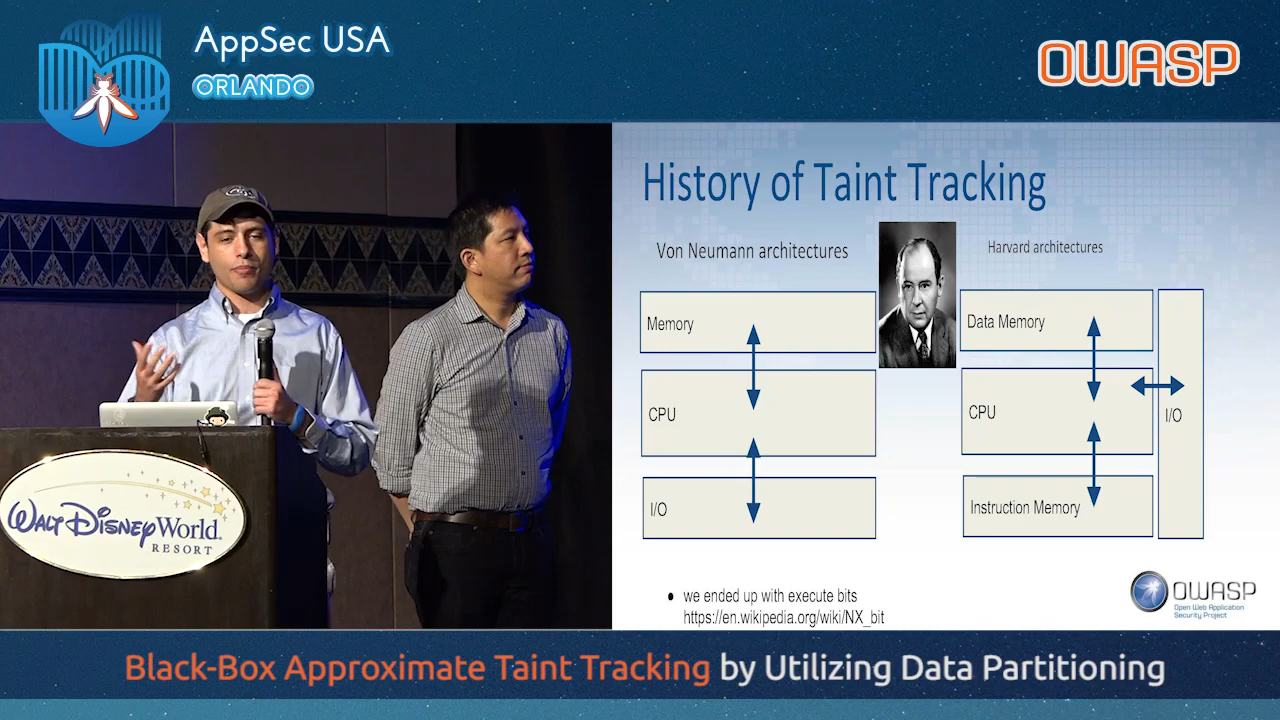 AppSec USA
ORLANDO
OWASP
History of Taint Tracking
Von Neumann architectures
Harvard architectures
Memory
CPU
I/O
Data Memory
CPU
I/O
Instruction Memory
we ended up with execute bits
https://en.wikipedia.org/wiki/NX_bit
OWASP
Open Web Application
Security Project
WALT DISNEY World.
RESORT
Black-Box Approximate Taint Tracking by Utilizing Data Partitioning